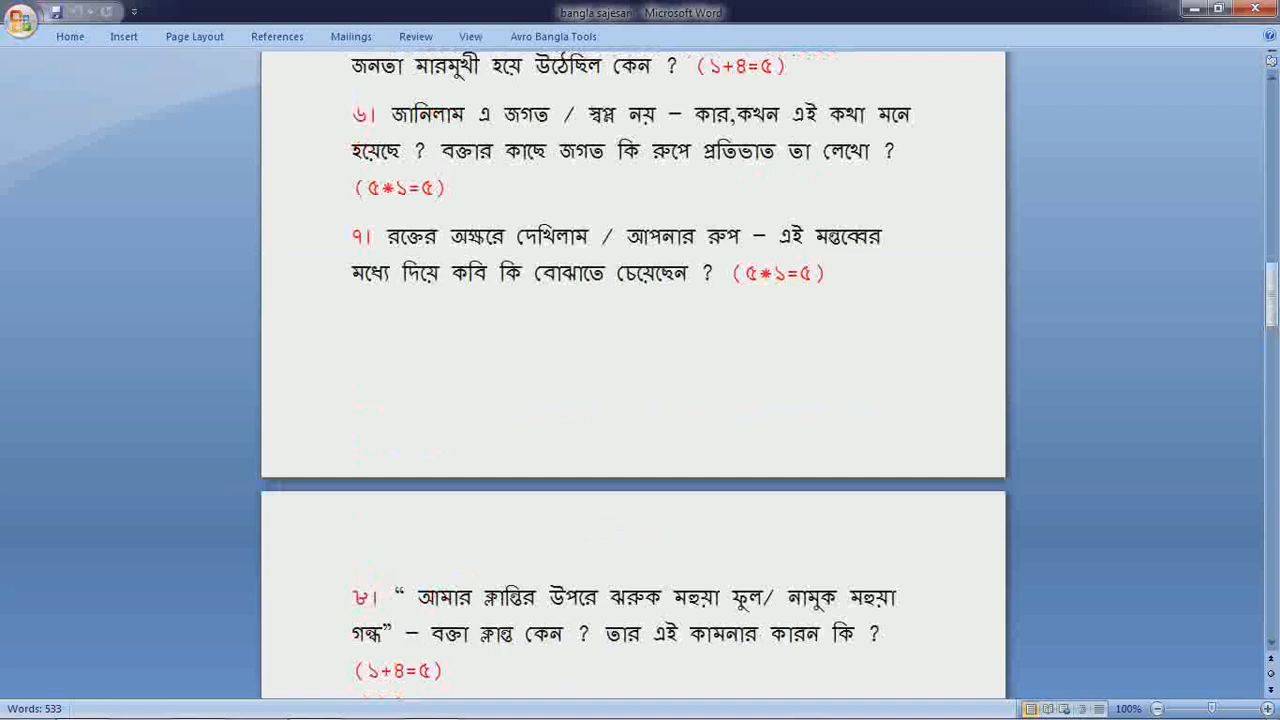 bangla sajesan - Microsoft Word
Home Insert Page Layout References Mailings Review View Avro Bangla Tools
জনতা মারমুখী হয়ে উঠেছিল কেন ? (১+৪=৫)
৬। জানিলাম এ জগত / স্বপ্ন নয় – কার,কখন এই কথা মনে
হয়েছে ? বক্তার কাছে জগত কি রুপে প্রতিভাত তা লেখো ?
(৫*১=৫)
৭। রক্তের অক্ষরে দেখিলাম / আপনার রুপ – এই মন্তব্বের
মধ্যে দিয়ে কবি কি বোঝাতে চেয়েছেন ? (৫*১=৫)
৮। “ আমার ক্লান্তির উপরে ঝরুক মহুয়া ফুল/ নামুক মহুয়া
গন্ধ” – বক্তা ক্লান্ত কেন ? তার এই কামনার কারন কি ?
(১+৪=৫)
Words: 533 100%